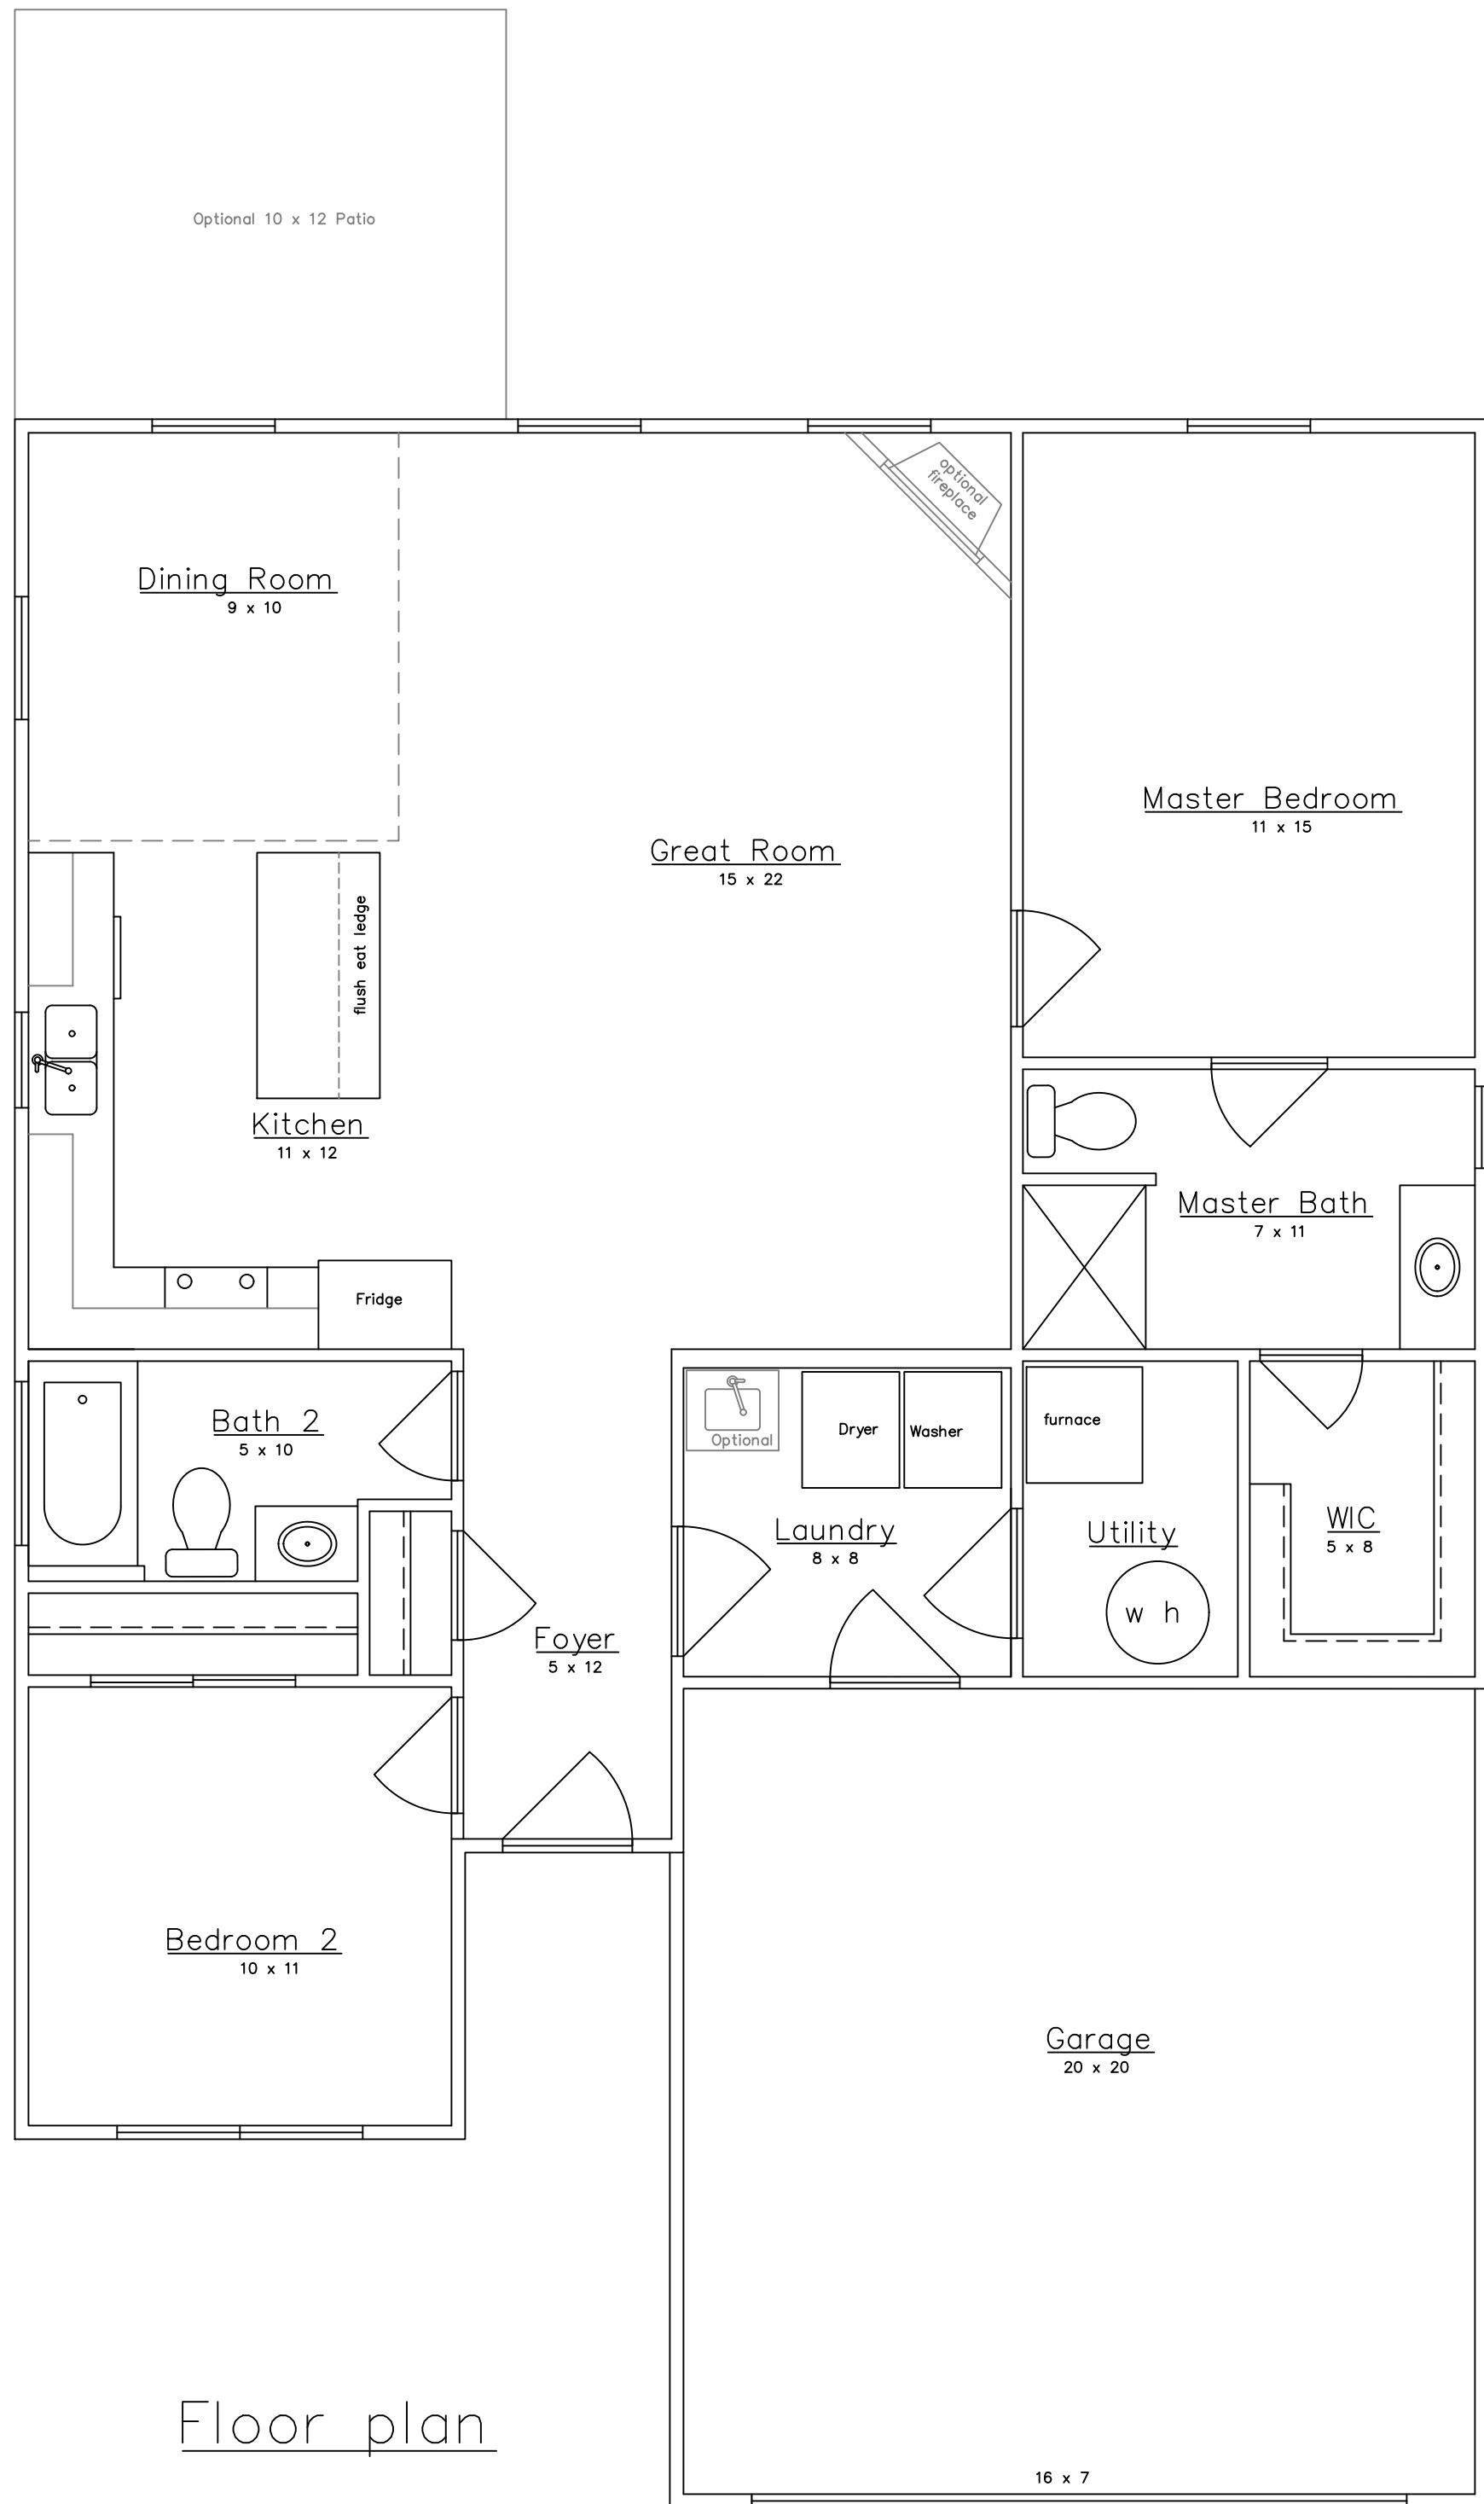 Optional 10 x 12 Patio
optional
fireplace
Dining Room
9 x 10
Master Bedroom
11 x 15
Great Room
15 x 22
flush eat ledge
Kitchen
11 x 12
Master Bath
7 x 11
Fridge
Bath 2
5 x 10
Optional
Dryer
Washer
furnace
Laundry
8 x 8
Utility
WIC
5 x 8
w h
Foyer
5 x 12
Bedroom 2
10 x 11
Garage
20 x 20
Floor plan
16 x 7